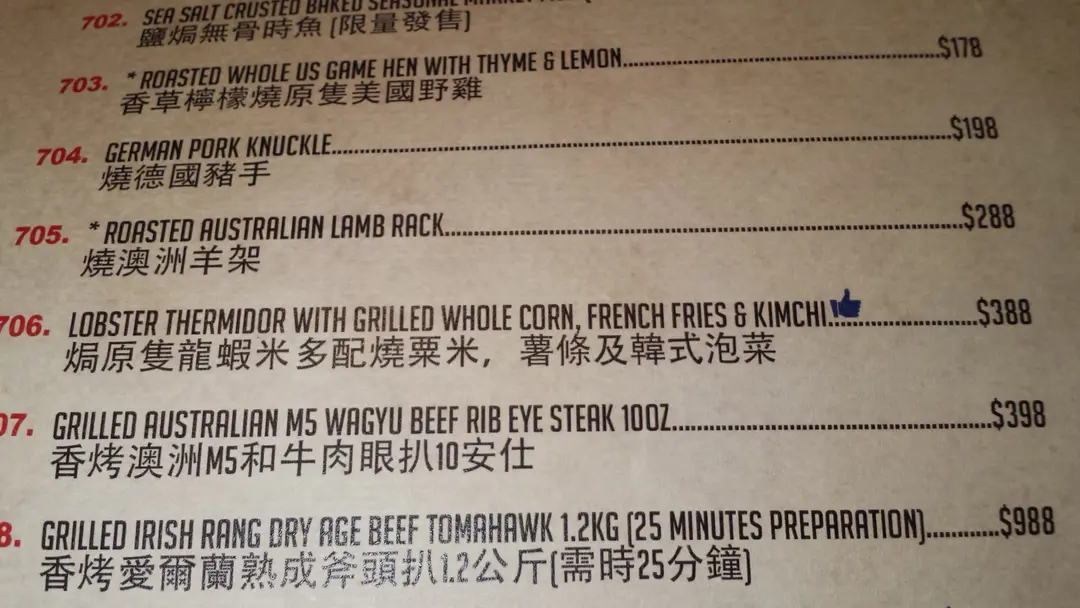 702. SEA SALT CRUSTED BAKED SEASONAL MARKET
鹽焗無骨時魚 (限量發售)
703. * ROASTED WHOLE US GAME HEN WITH THYME & LEMON....................$178
香草檸檬燒原隻美國野雞
704. GERMAN PORK KNUCKLE....................$198
燒德國豬手
705. * ROASTED AUSTRALIAN LAMB RACK....................$288
燒澳洲羊架
706. LOBSTER THERMIDOR WITH GRILLED WHOLE CORN, FRENCH FRIES & KIMCHI....................$388
焗原隻龍蝦米多配燒粟米, 薯條及韓式泡菜
07. GRILLED AUSTRALIAN M5 WAGYU BEEF RIB EYE STEAK 10OZ....................$398
香烤澳洲M5和牛肉眼扒10安仕
8. GRILLED IRISH RANG DRY AGE BEEF TOMAHAWK 1.2KG (25 MINUTES PREPARATION)............$988
香烤愛爾蘭熟成斧頭扒1.2公斤(需時25分鐘)